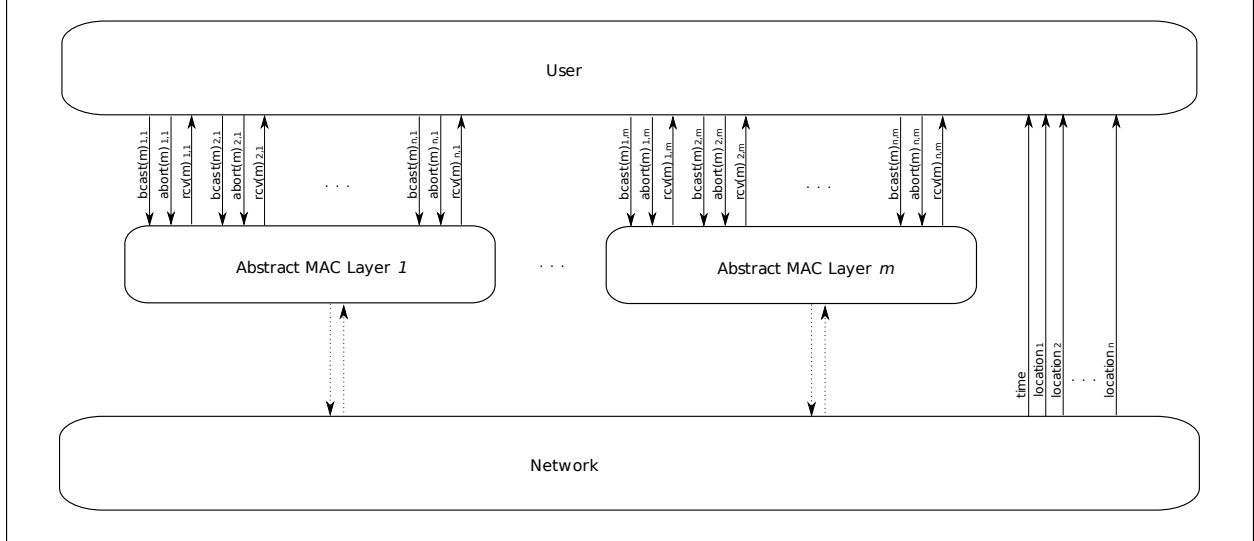 User
bcast(m)1,1
abort(m)1,1
rcv(m)1,1
bcast(m)2,1
abort(m)2,1
rcv(m)2,1
. . .
bcast(m)n,1
abort(m)n,1
rcv(m)n,1
bcast(m)1,m
abort(m)1,m
rcv(m)1,m
bcast(m)2,m
abort(m)2,m
rcv(m)2,m
. . .
bcast(m)n,m
abort(m)n,m
rcv(m)n,m
Abstract MAC Layer 1
. . .
Abstract MAC Layer m
time
location1
location2
. . .
locationn
Network